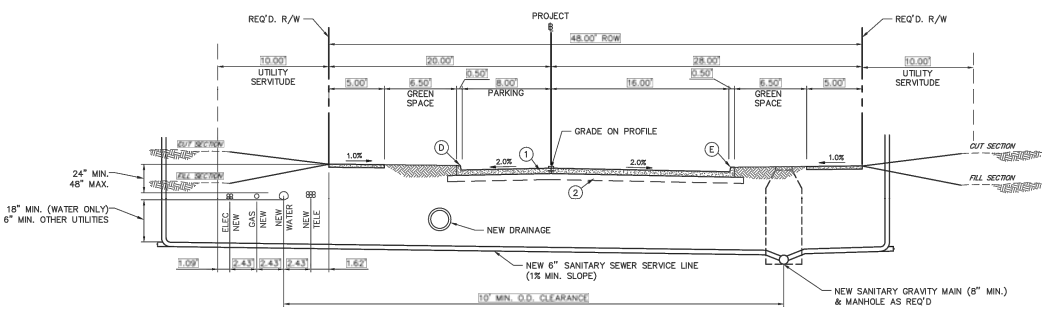 PROJECT
REQ'D. R/W
℄
REQ'D. R/W
48.00' ROW
10.00'
20.00'
28.00'
10.00'
UTILITY
SERVITUDE
0.50'
0.50'
UTILITY
SERVITUDE
5.00'
6.50'
8.00'
16.00'
6.50'
5.00'
GREEN
SPACE
PARKING
GREEN
SPACE
GRADE ON PROFILE
CUT SECTION
D
1
E
CUT SECTION
1.0%
2.0%
2.0%
1.0%
24" MIN.
48" MAX.
FILL SECTION
2
FILL SECTION
18" MIN. (WATER ONLY)
6" MIN. OTHER UTILITIES
ELEC
NEW
GAS
NEW
WATER
NEW
TELE
NEW DRAINAGE
1.09'
2.43'
2.43'
2.43'
1.62'
NEW 6" SANITARY SEWER SERVICE LINE
(1% MIN. SLOPE)
NEW SANITARY GRAVITY MAIN (8" MIN.)
& MANHOLE AS REQ'D
10' MIN. O.D. CLEARANCE